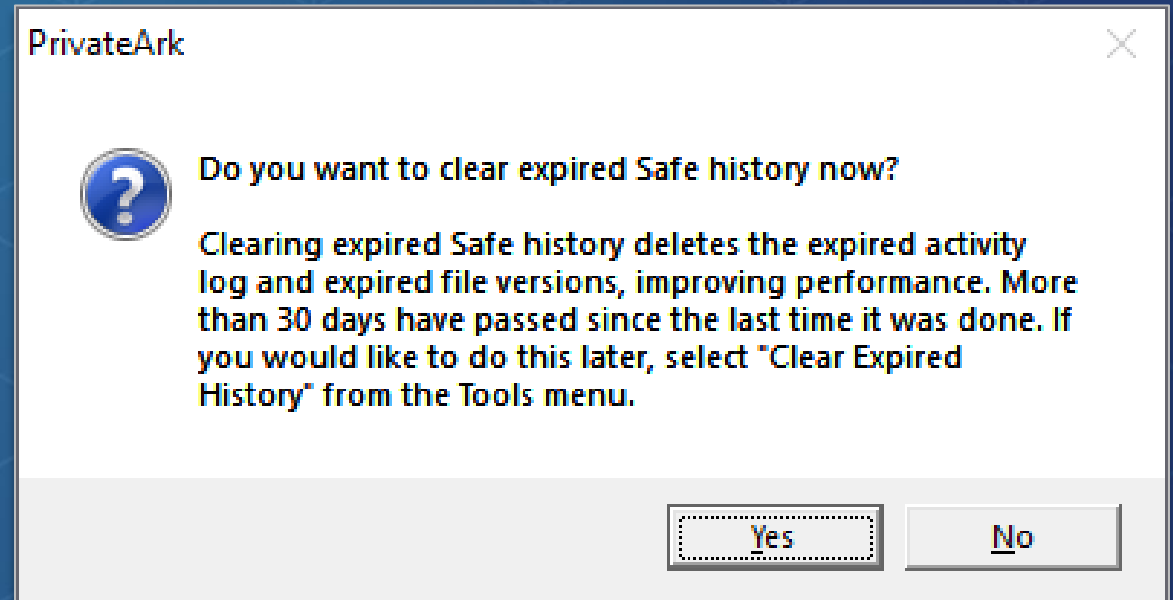 PrivateArk
Do you want to clear expired Safe history now?
Clearing expired Safe history deletes the expired activity
log and expired file versions, improving performance. More
than 30 days have passed since the last time it was done. If
you would like to do this later, select "Clear Expired
History" from the Tools menu.
Yes
No